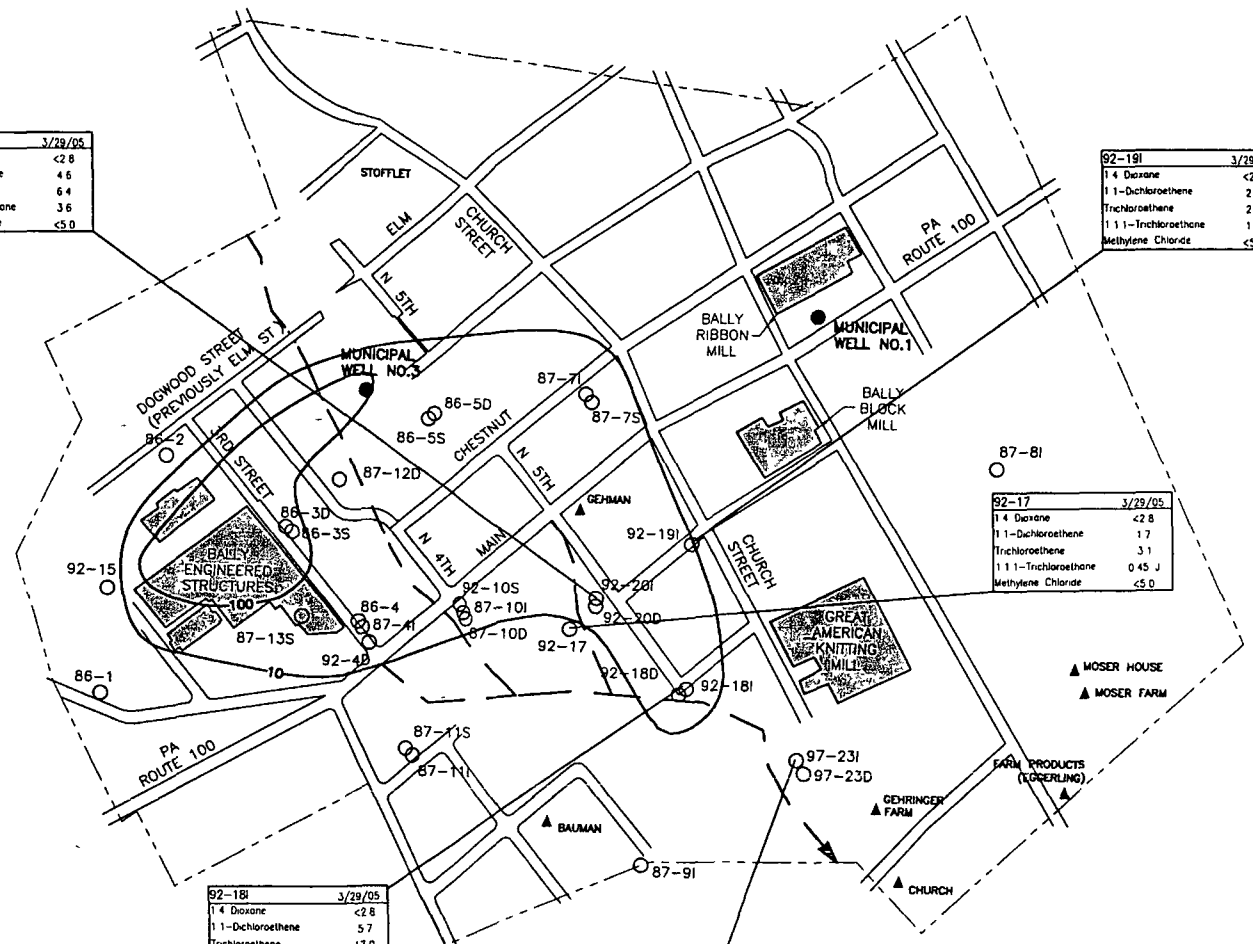 3/29/05
<2 8
4 6
6 4
3 6
<5 0
STOFFLET
ELM
CHURCH
STREET
N 5TH
92-19I 3/29
1 4 Dioxane <2
1 1-Dichloroethene 2
Trichloroethene 2
1 1 1-Trichloroethane 1
Methylene Chloride
PA
ROUTE 100
BALLY
RIBBON
MILL
MUNICIPAL
WELL NO.1
DOGWOOD STREET
(PREVIOUSLY ELM ST)
MUNICIPAL
WELL NO.3
86-2
3RD STREET
86-5D
86-5S
CHESTNUT
87-7I
87-7S
BALLY
BLOCK
MILL
87-8I
87-12D
N 5TH
GEHMAN
86-3D
86-3S
92-17 3/29/05
1 4 Dioxane <2 8
1 1-Dichloroethene 1 7
Trichloroethene 3 1
1 1 1-Trichloroethane 0 45 J
Methylene Chloride <5 0
N 4TH
MAIN
92-19I
CHURCH
STREET
BALLY
ENGINEERED
STRUCTURES
100
92-15
92-10S
87-10I
87-10D
92-20I
92-20D
86-4
87-4I
92-4D
87-13S
92-17
GREAT
AMERICAN
KNITTING
MILL
10
86-1
92-18D
92-18I
MOSER HOUSE
MOSER FARM
PA
ROUTE 100
87-11S
87-11I
97-23I
97-23D
FARM PRODUCTS
(EGGERLING)
GEHRINGER
FARM
BAUMAN
87-9I
CHURCH
92-18I 3/29/05
1 4 Dioxane <2 8
1 1-Dichloroethene 5 7
Trichloroethene